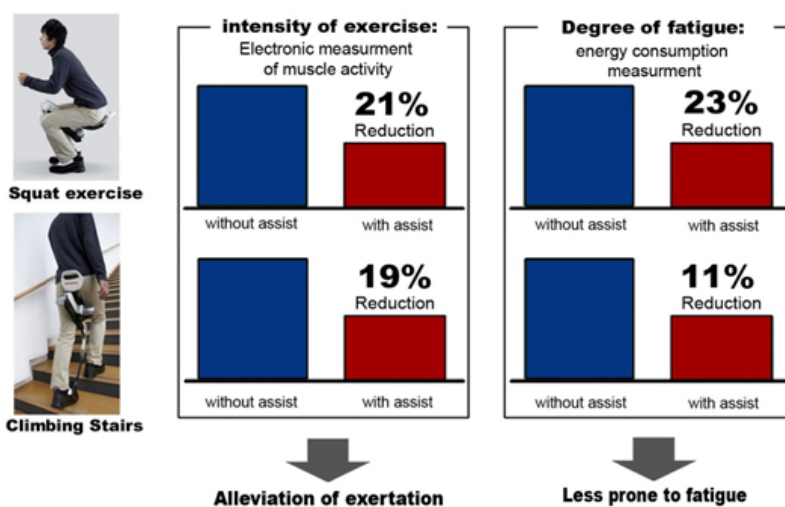 intensity of exercise:
Electronic measurment
of muscle activity
21%
Reduction
without assist
with assist
Degree of fatigue:
energy consumption
measurment
23%
Reduction
without assist
with assist
Squat exercise
19%
Reduction
without assist
with assist
11%
Reduction
without assist
with assist
Climbing Stairs
Alleviation of exertation
Less prone to fatigue